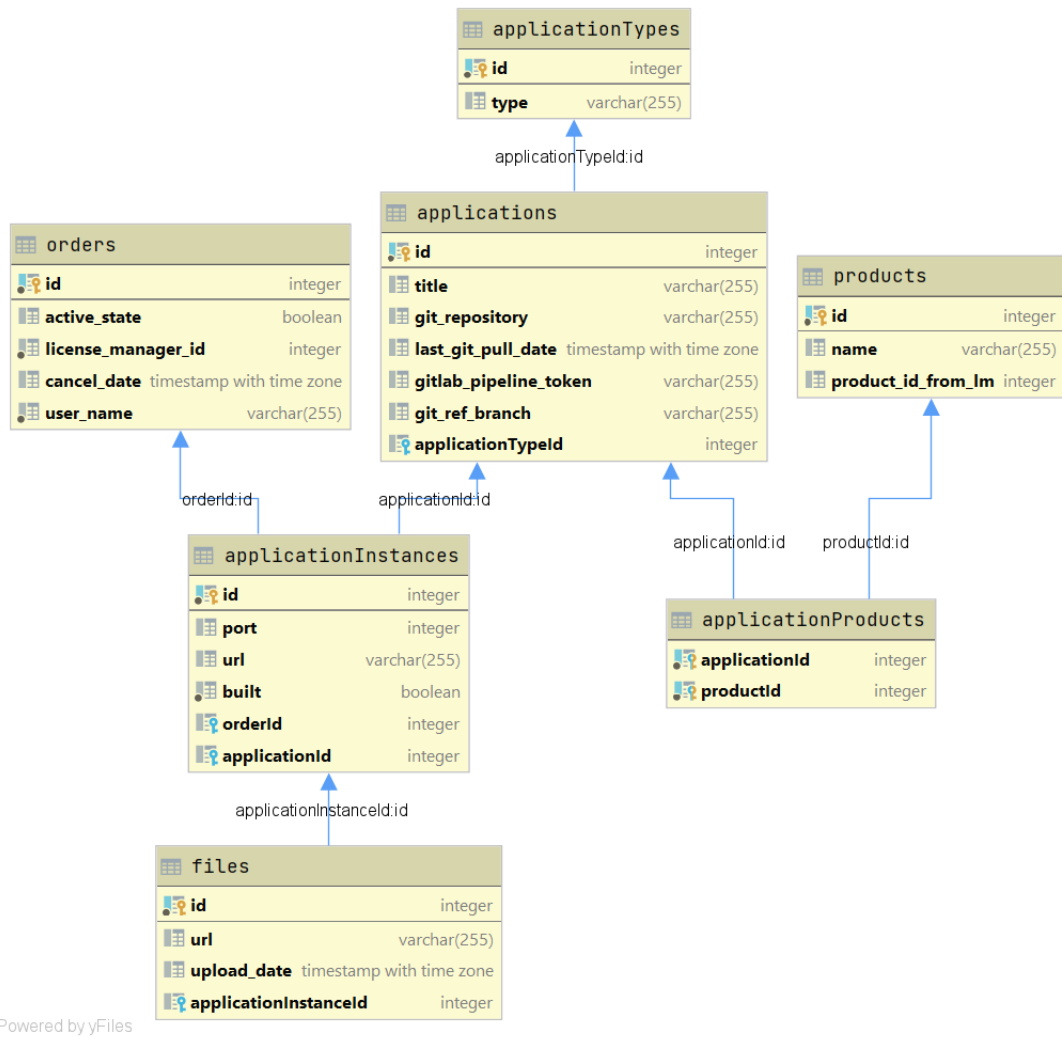 applicationTypes
id integer
type varchar(255)
applicationTypeId:id
applications
id integer
title varchar(255)
git_repository varchar(255)
last_git_pull_date timestamp with time zone
gitlab_pipeline_token varchar(255)
git_ref_branch varchar(255)
applicationTypeId integer
orders
id integer
active_state boolean
license_manager_id integer
cancel_date timestamp with time zone
user_name varchar(255)
products
id integer
name varchar(255)
product_id_from_lm integer
orderId:id
applicationId:id
applicationId:id
productId:id
applicationInstances
id integer
port integer
url varchar(255)
built boolean
orderId integer
applicationId integer
applicationProducts
applicationId integer
productId integer
applicationInstanceId:id
files
id integer
url varchar(255)
upload_date timestamp with time zone
applicationInstanceId integer
Powered by yFiles